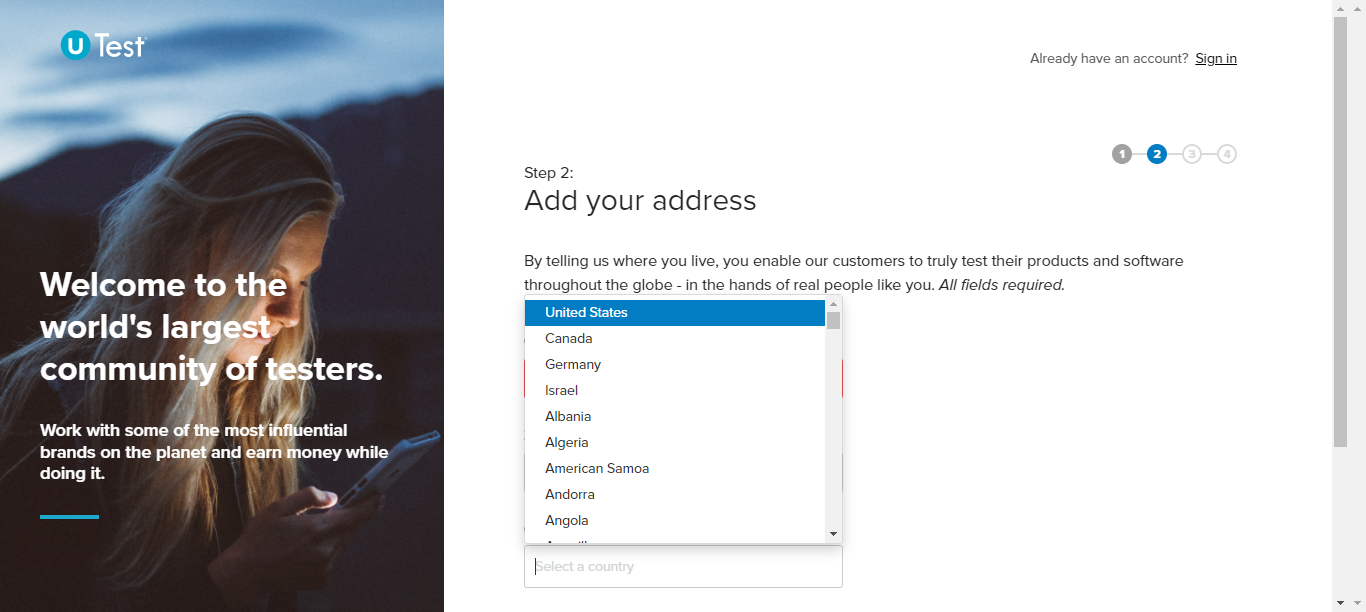 U Test
Already have an account? Sign in
1 2 3 4
Step 2:
Add your address
By telling us where you live, you enable our customers to truly test their products and software
throughout the globe - in the hands of real people like you. All fields required.
United States
Canada
Germany
Israel
Albania
Algeria
American Samoa
Andorra
Angola
Select a country
Welcome to the
world's largest
community of testers.
Work with some of the most influential
brands on the planet and earn money while
doing it.